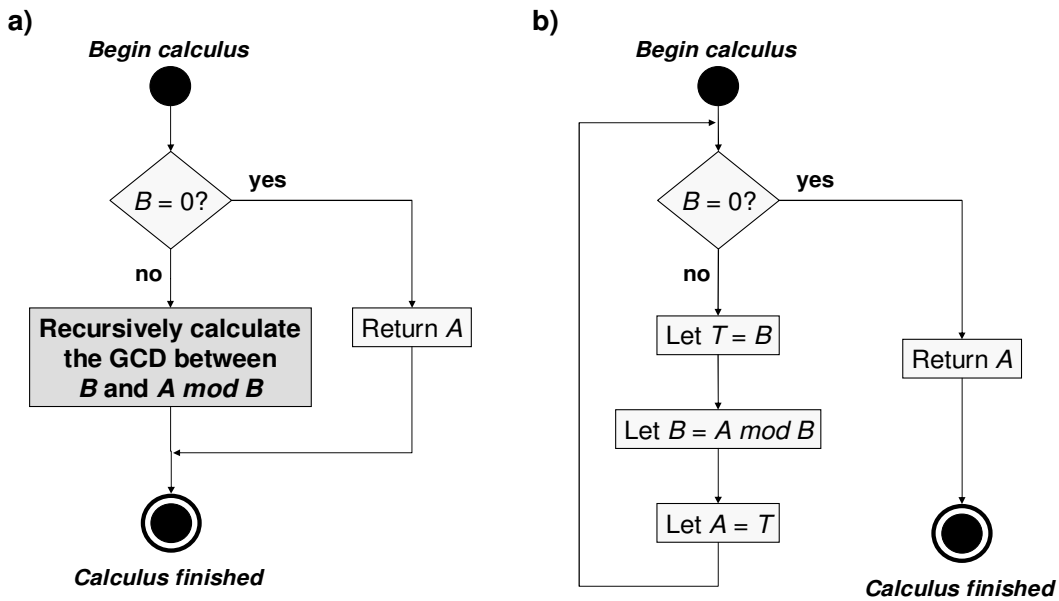 a)
Begin calculus
B = 0?
yes
no
Recursively calculate
the GCD between
B and A mod B
Return A
Calculus finished
b)
Begin calculus
B = 0?
yes
no
Let T = B
Let B = A mod B
Let A = T
Return A
Calculus finished